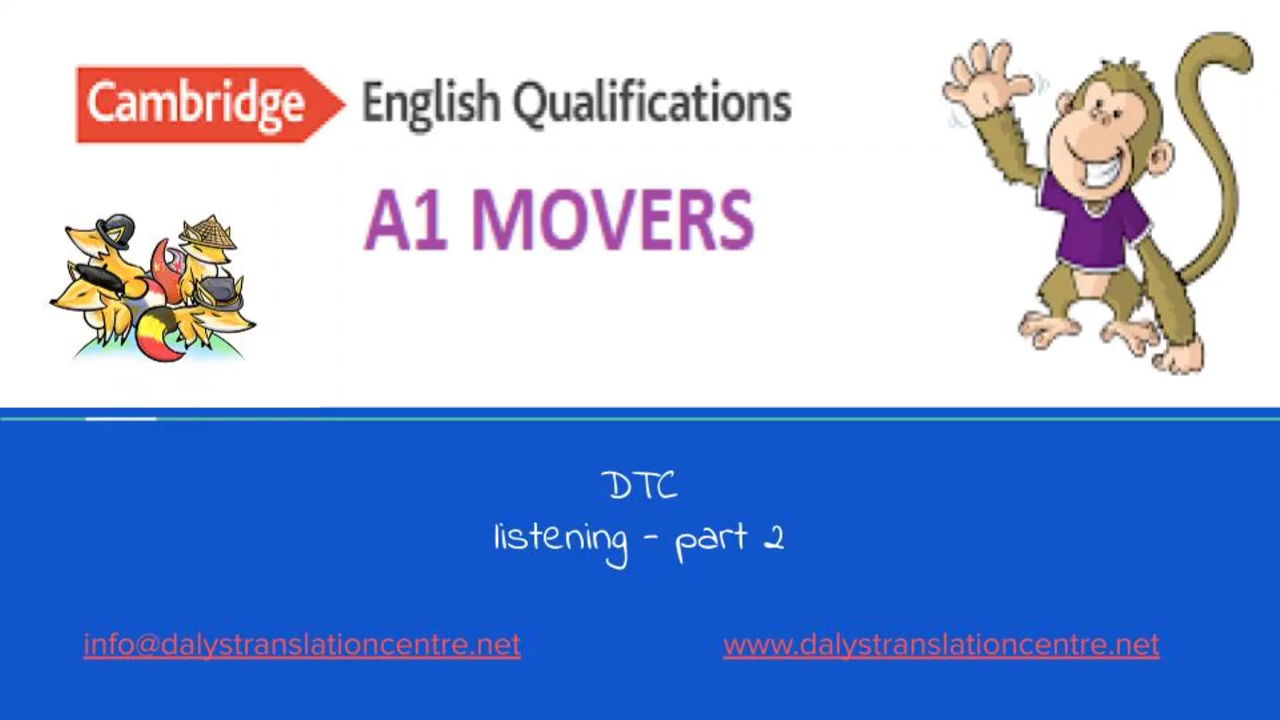 Cambridge English Qualifications
A1 MOVERS
DTC
listening - part 2
info@dalystranslationcentre.net www.dalystranslationcentre.net